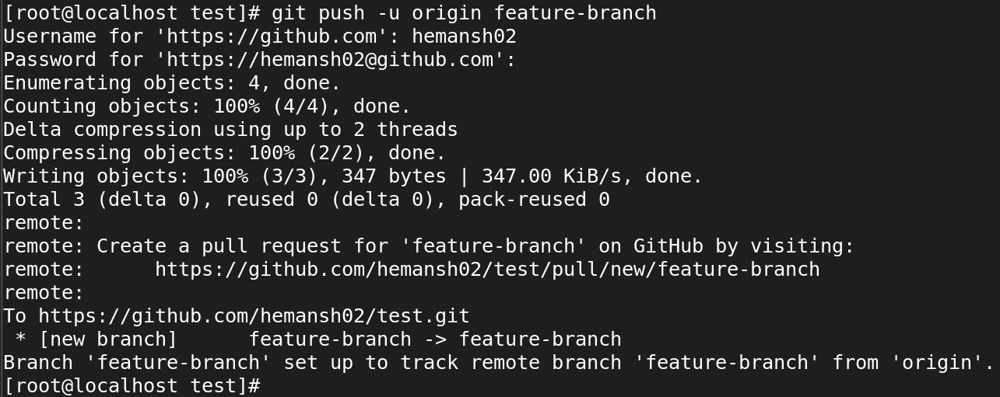 [root@localhost test]# git push -u origin feature-branch
Username for 'https://github.com': hemansh02
Password for 'https://hemansh02@github.com':
Enumerating objects: 4, done.
Counting objects: 100% (4/4), done.
Delta compression using up to 2 threads
Compressing objects: 100% (2/2), done.
Writing objects: 100% (3/3), 347 bytes | 347.00 KiB/s, done.
Total 3 (delta 0), reused 0 (delta 0), pack-reused 0
remote:
remote: Create a pull request for 'feature-branch' on GitHub by visiting:
remote:      https://github.com/hemansh02/test/pull/new/feature-branch
remote:
To https://github.com/hemansh02/test.git
 * [new branch]      feature-branch -> feature-branch
Branch 'feature-branch' set up to track remote branch 'feature-branch' from 'origin'.
[root@localhost test]#